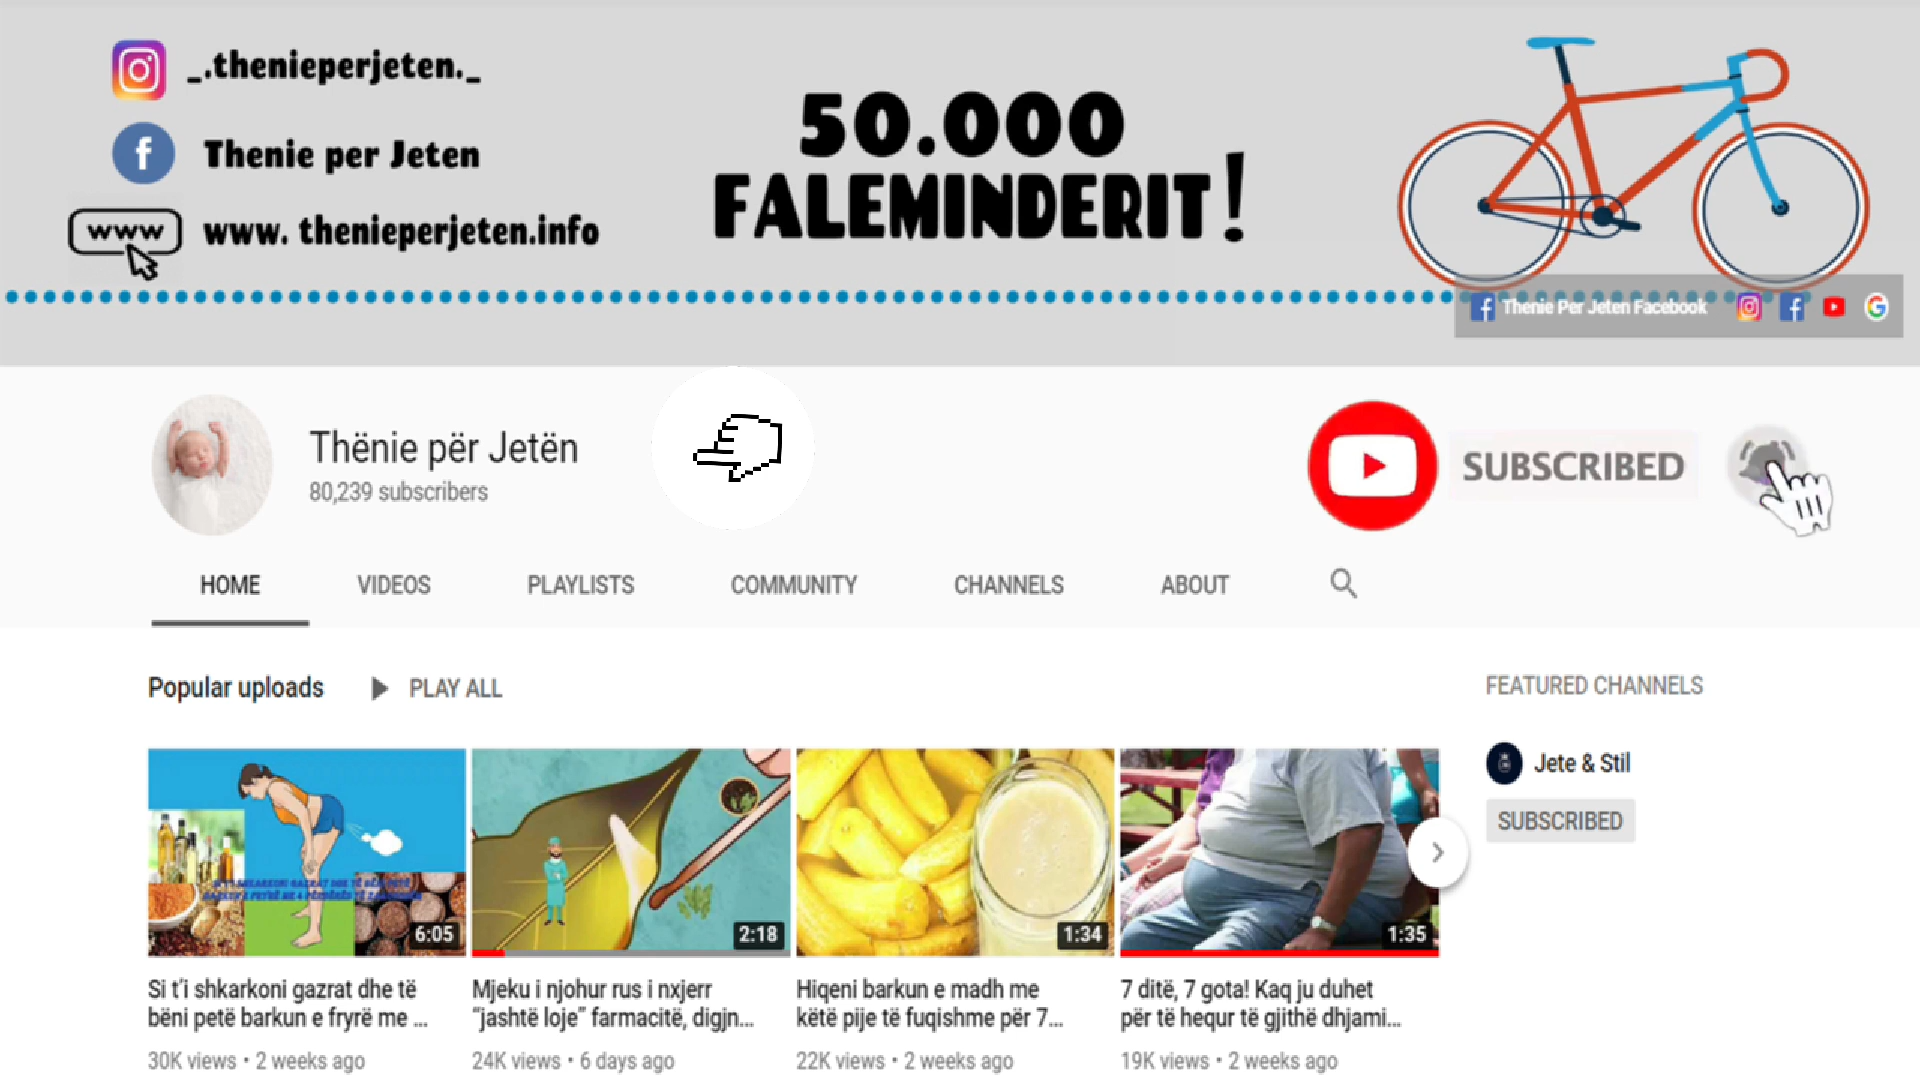 _.thenieperjeten._
Thenie per Jeten
www
www. thenieperjeten.info
50.000
FALEMINDERIT!
Thenie Per Jeten Facebook
Thënie për Jetën
80,239 subscribers
SUBSCRIBED
HOME VIDEOS PLAYLISTS COMMUNITY CHANNELS ABOUT
Popular uploads PLAY ALL
FEATURED CHANNELS
Jete & Stil
SUBSCRIBED
6:05
2:18
1:34
1:35
Si t'i shkarkoni gazrat dhe të
bëni petë barkun e fryrë me ...
30K views • 2 weeks ago
Mjeku i njohur rus i nxjerr
"jashtë loje" farmacitë, digjn...
24K views • 6 days ago
Hiqeni barkun e madh me
këtë pije të fuqishme për 7...
22K views • 2 weeks ago
7 ditë, 7 gota! Kaq ju duhet
për të hequr të gjithë dhjami...
19K views • 2 weeks ago